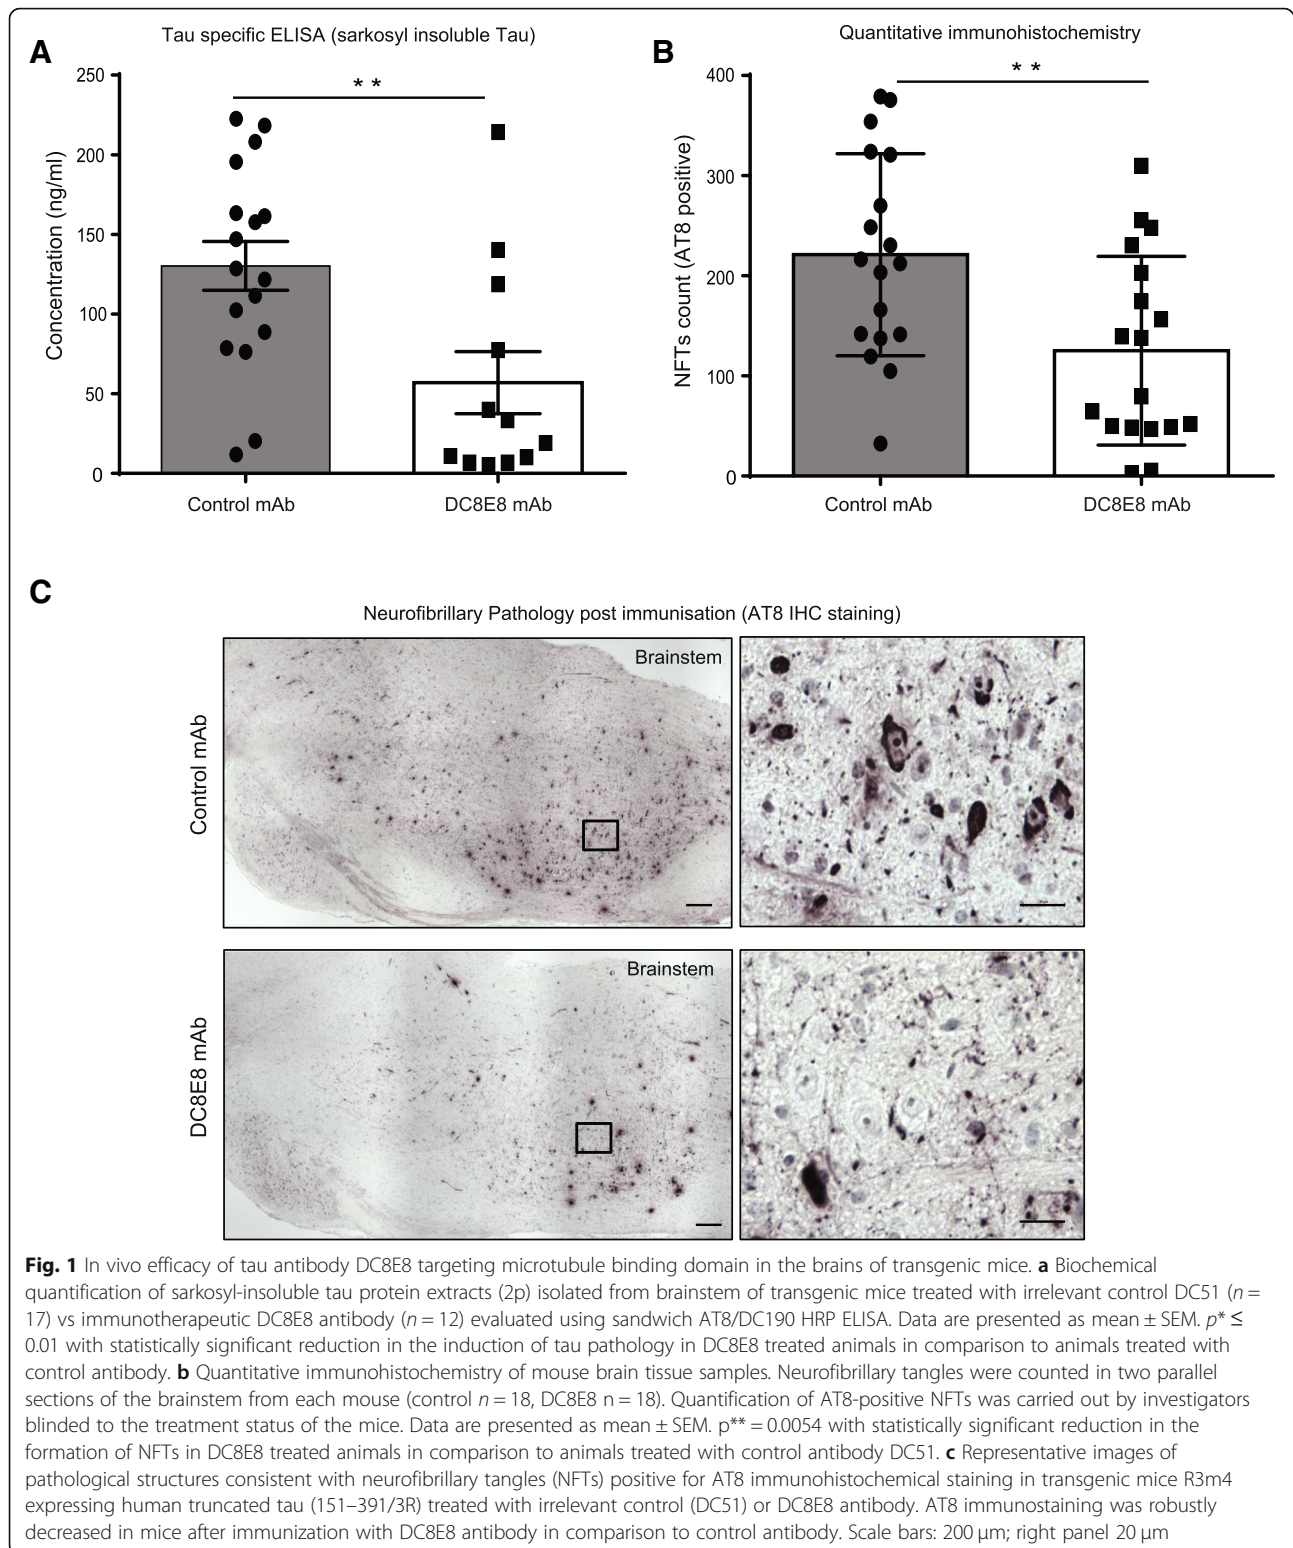 A
Tau specific ELISA (sarkosyl insoluble Tau)
* *
Concentration (ng/ml)
250
200
150
100
50
0
Control mAb
DC8E8 mAb
B
Quantitative immunohistochemistry
* *
NFTs count (AT8 positive)
400
300
200
100
0
Control mAb
DC8E8 mAb
C
Neurofibrillary Pathology post immunisation (AT8 IHC staining)
Control mAb
Brainstem
DC8E8 mAb
Brainstem
Fig. 1 In vivo efficacy of tau antibody DC8E8 targeting microtubule binding domain in the brains of transgenic mice. a Biochemical
quantification of sarkosyl-insoluble tau protein extracts (2p) isolated from brainstem of transgenic mice treated with irrelevant control DC51 (n =
17) vs immunotherapeutic DC8E8 antibody (n = 12) evaluated using sandwich AT8/DC190 HRP ELISA. Data are presented as mean ± SEM. p* ≤
0.01 with statistically significant reduction in the induction of tau pathology in DC8E8 treated animals in comparison to animals treated with
control antibody. b Quantitative immunohistochemistry of mouse brain tissue samples. Neurofibrillary tangles were counted in two parallel
sections of the brainstem from each mouse (control n = 18, DC8E8 n = 18). Quantification of AT8-positive NFTs was carried out by investigators
blinded to the treatment status of the mice. Data are presented as mean ± SEM. p** = 0.0054 with statistically significant reduction in the
formation of NFTs in DC8E8 treated animals in comparison to animals treated with control antibody DC51. c Representative images of
pathological structures consistent with neurofibrillary tangles (NFTs) positive for AT8 immunohistochemical staining in transgenic mice R3m4
expressing human truncated tau (151–391/3R) treated with irrelevant control (DC51) or DC8E8 antibody. AT8 immunostaining was robustly
decreased in mice after immunization with DC8E8 antibody in comparison to control antibody. Scale bars: 200 μm; right panel 20 μm